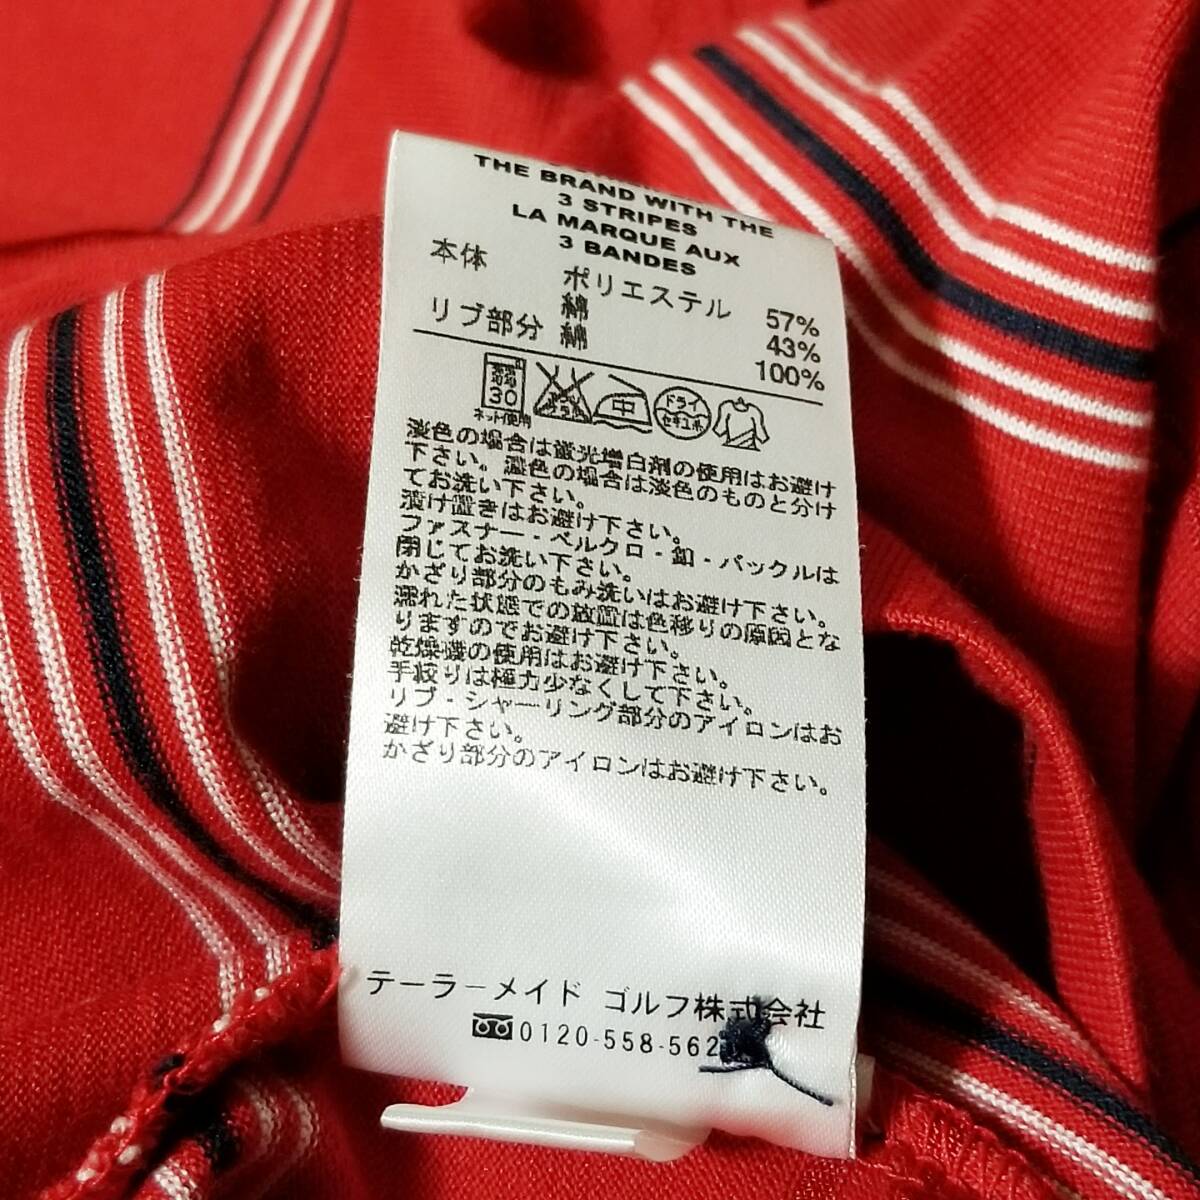 THE BRAND WITH THE
3 STRIPES
LA MARQUE AUX
3 BANDES
本体 ポリエステル 57%
綿 43%
リブ部分 綿 100%
弱 30 中 ドライ セキユ系
ネット使用
淡色の場合は蛍光増白剤の使用はお避け
下さい。濃色の場合は淡色のものと分け
てお洗い下さい。
漬け置きはお避け下さい。
ファスナー・ベルクロ・釦・バックルは
閉じてお洗い下さい。
かざり部分のもみ洗いはお避け下さい。
濡れた状態での放置は色移りの原因とな
りますのでお避け下さい。
乾燥機の使用はお避け下さい。
手絞りは極力少なくして下さい。
リブ・シャーリング部分のアイロンはお
避け下さい。
かざり部分のアイロンはお避け下さい。
テーラーメイド ゴルフ株式会社
0120-558-562